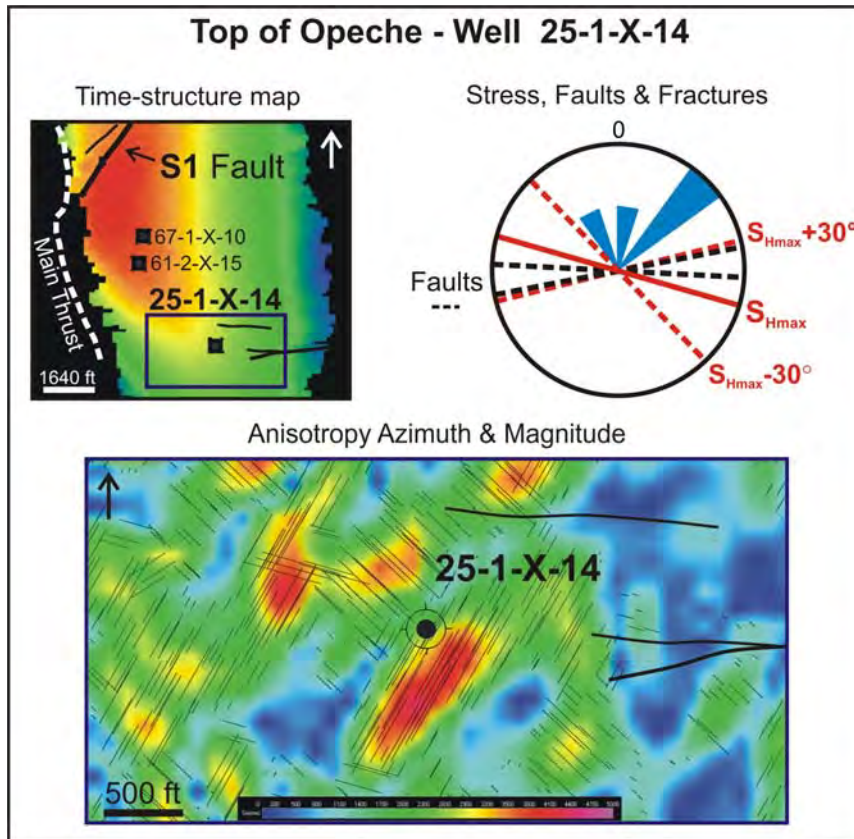 Top of Opeche - Well 25-1-X-14
Time-structure map
Stress, Faults & Fractures
0
S1 Fault
67-1-X-10
61-2-X-15
25-1-X-14
Main Thrust
1640 ft
SHmax+30°
Faults
SHmax
SHmax-30°
Anisotropy Azimuth & Magnitude
25-1-X-14
500 ft